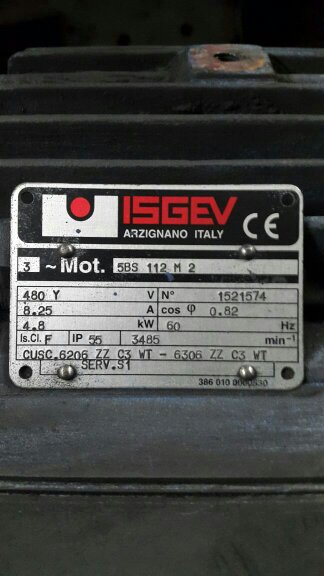 ISGEV
ARZIGNANO ITALY CE
3 ~ Mot. 5BS 112 M 2
480 Y V N° 1521574
8.25 A cos φ 0.82
4.8 kW 60 Hz
Is.Cl. F IP 55 3485 min⁻¹
CUSC.6206 ZZ C3 WT - 6306 ZZ C3 WT
SERV.S1
386 010 0000530